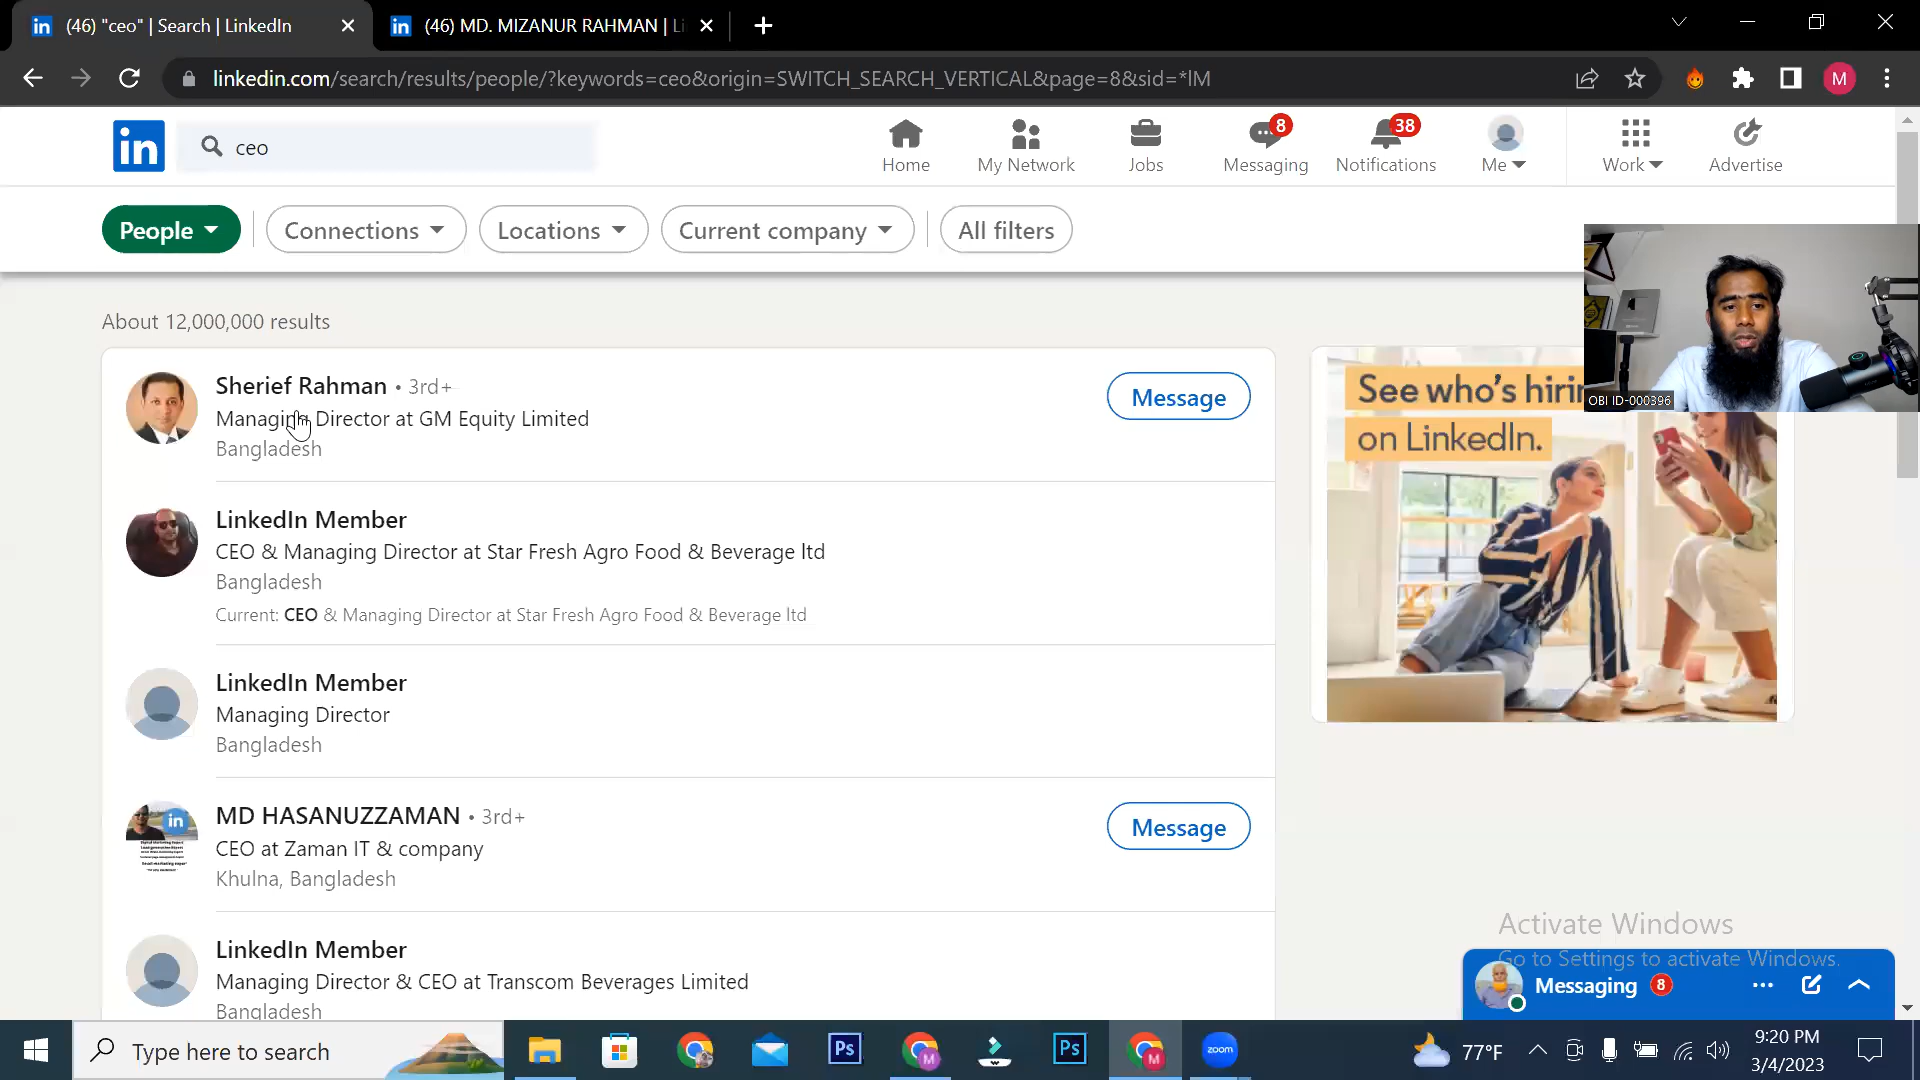 (46) "ceo" | Search | LinkedIn
(46) MD. MIZANUR RAHMAN | Li
linkedin.com/search/results/people/?keywords=ceo&origin=SWITCH_SEARCH_VERTICAL&page=8&sid=*lM
M
in
ceo
Home
My Network
Jobs
8
Messaging
38
Notifications
Me
Work
Advertise
People
Connections
Locations
Current company
All filters
About 12,000,000 results
Sherief Rahman • 3rd+
Managing Director at GM Equity Limited
Bangladesh
Message
LinkedIn Member
CEO & Managing Director at Star Fresh Agro Food & Beverage ltd
Bangladesh
Current: CEO & Managing Director at Star Fresh Agro Food & Beverage ltd
LinkedIn Member
Managing Director
Bangladesh
MD HASANUZZAMAN • 3rd+
CEO at Zaman IT & company
Khulna, Bangladesh
Message
LinkedIn Member
Managing Director & CEO at Transcom Beverages Limited
Bangladesh
See who's hirin
on LinkedIn.
OBI ID-000396
Activate Windows
Go to Settings to activate Windows.
Messaging 8
Type here to search
Ps
Ps
zoom
77°F
9:20 PM
3/4/2023